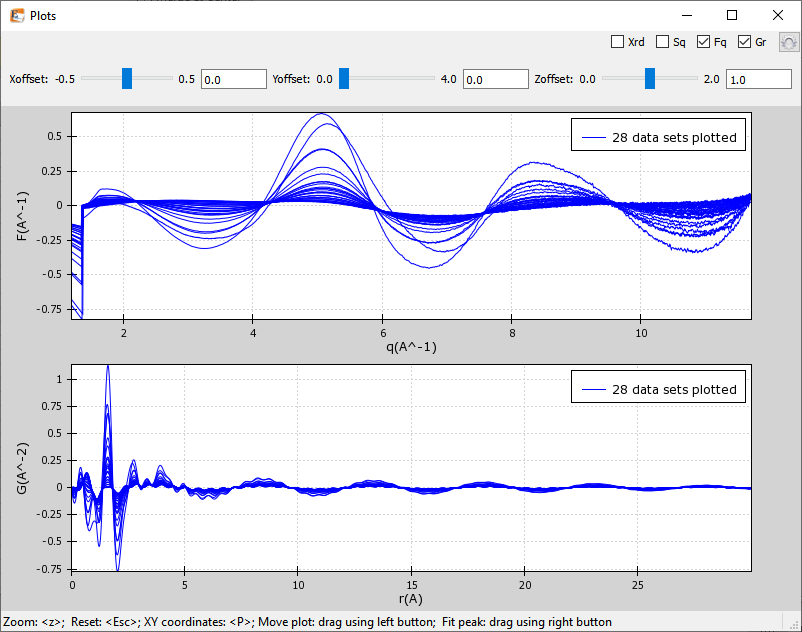 Plots
Xrd Sq Fq Gr
Xoffset: -0.5 0.5 0.0 Yoffset: 0.0 4.0 0.0 Zoffset: 0.0 2.0 1.0
28 data sets plotted
F(A^-1)
0.5
0.25
0
-0.25
-0.5
-0.75
2 4 6 8 10
q(A^-1)
28 data sets plotted
G(A^-2)
1
0.75
0.5
0.25
0
-0.25
-0.5
-0.75
0 5 10 15 20 25
r(A)
Zoom: <z>; Reset: <Esc>; XY coordinates: <P>; Move plot: drag using left button; Fit peak: drag using right button